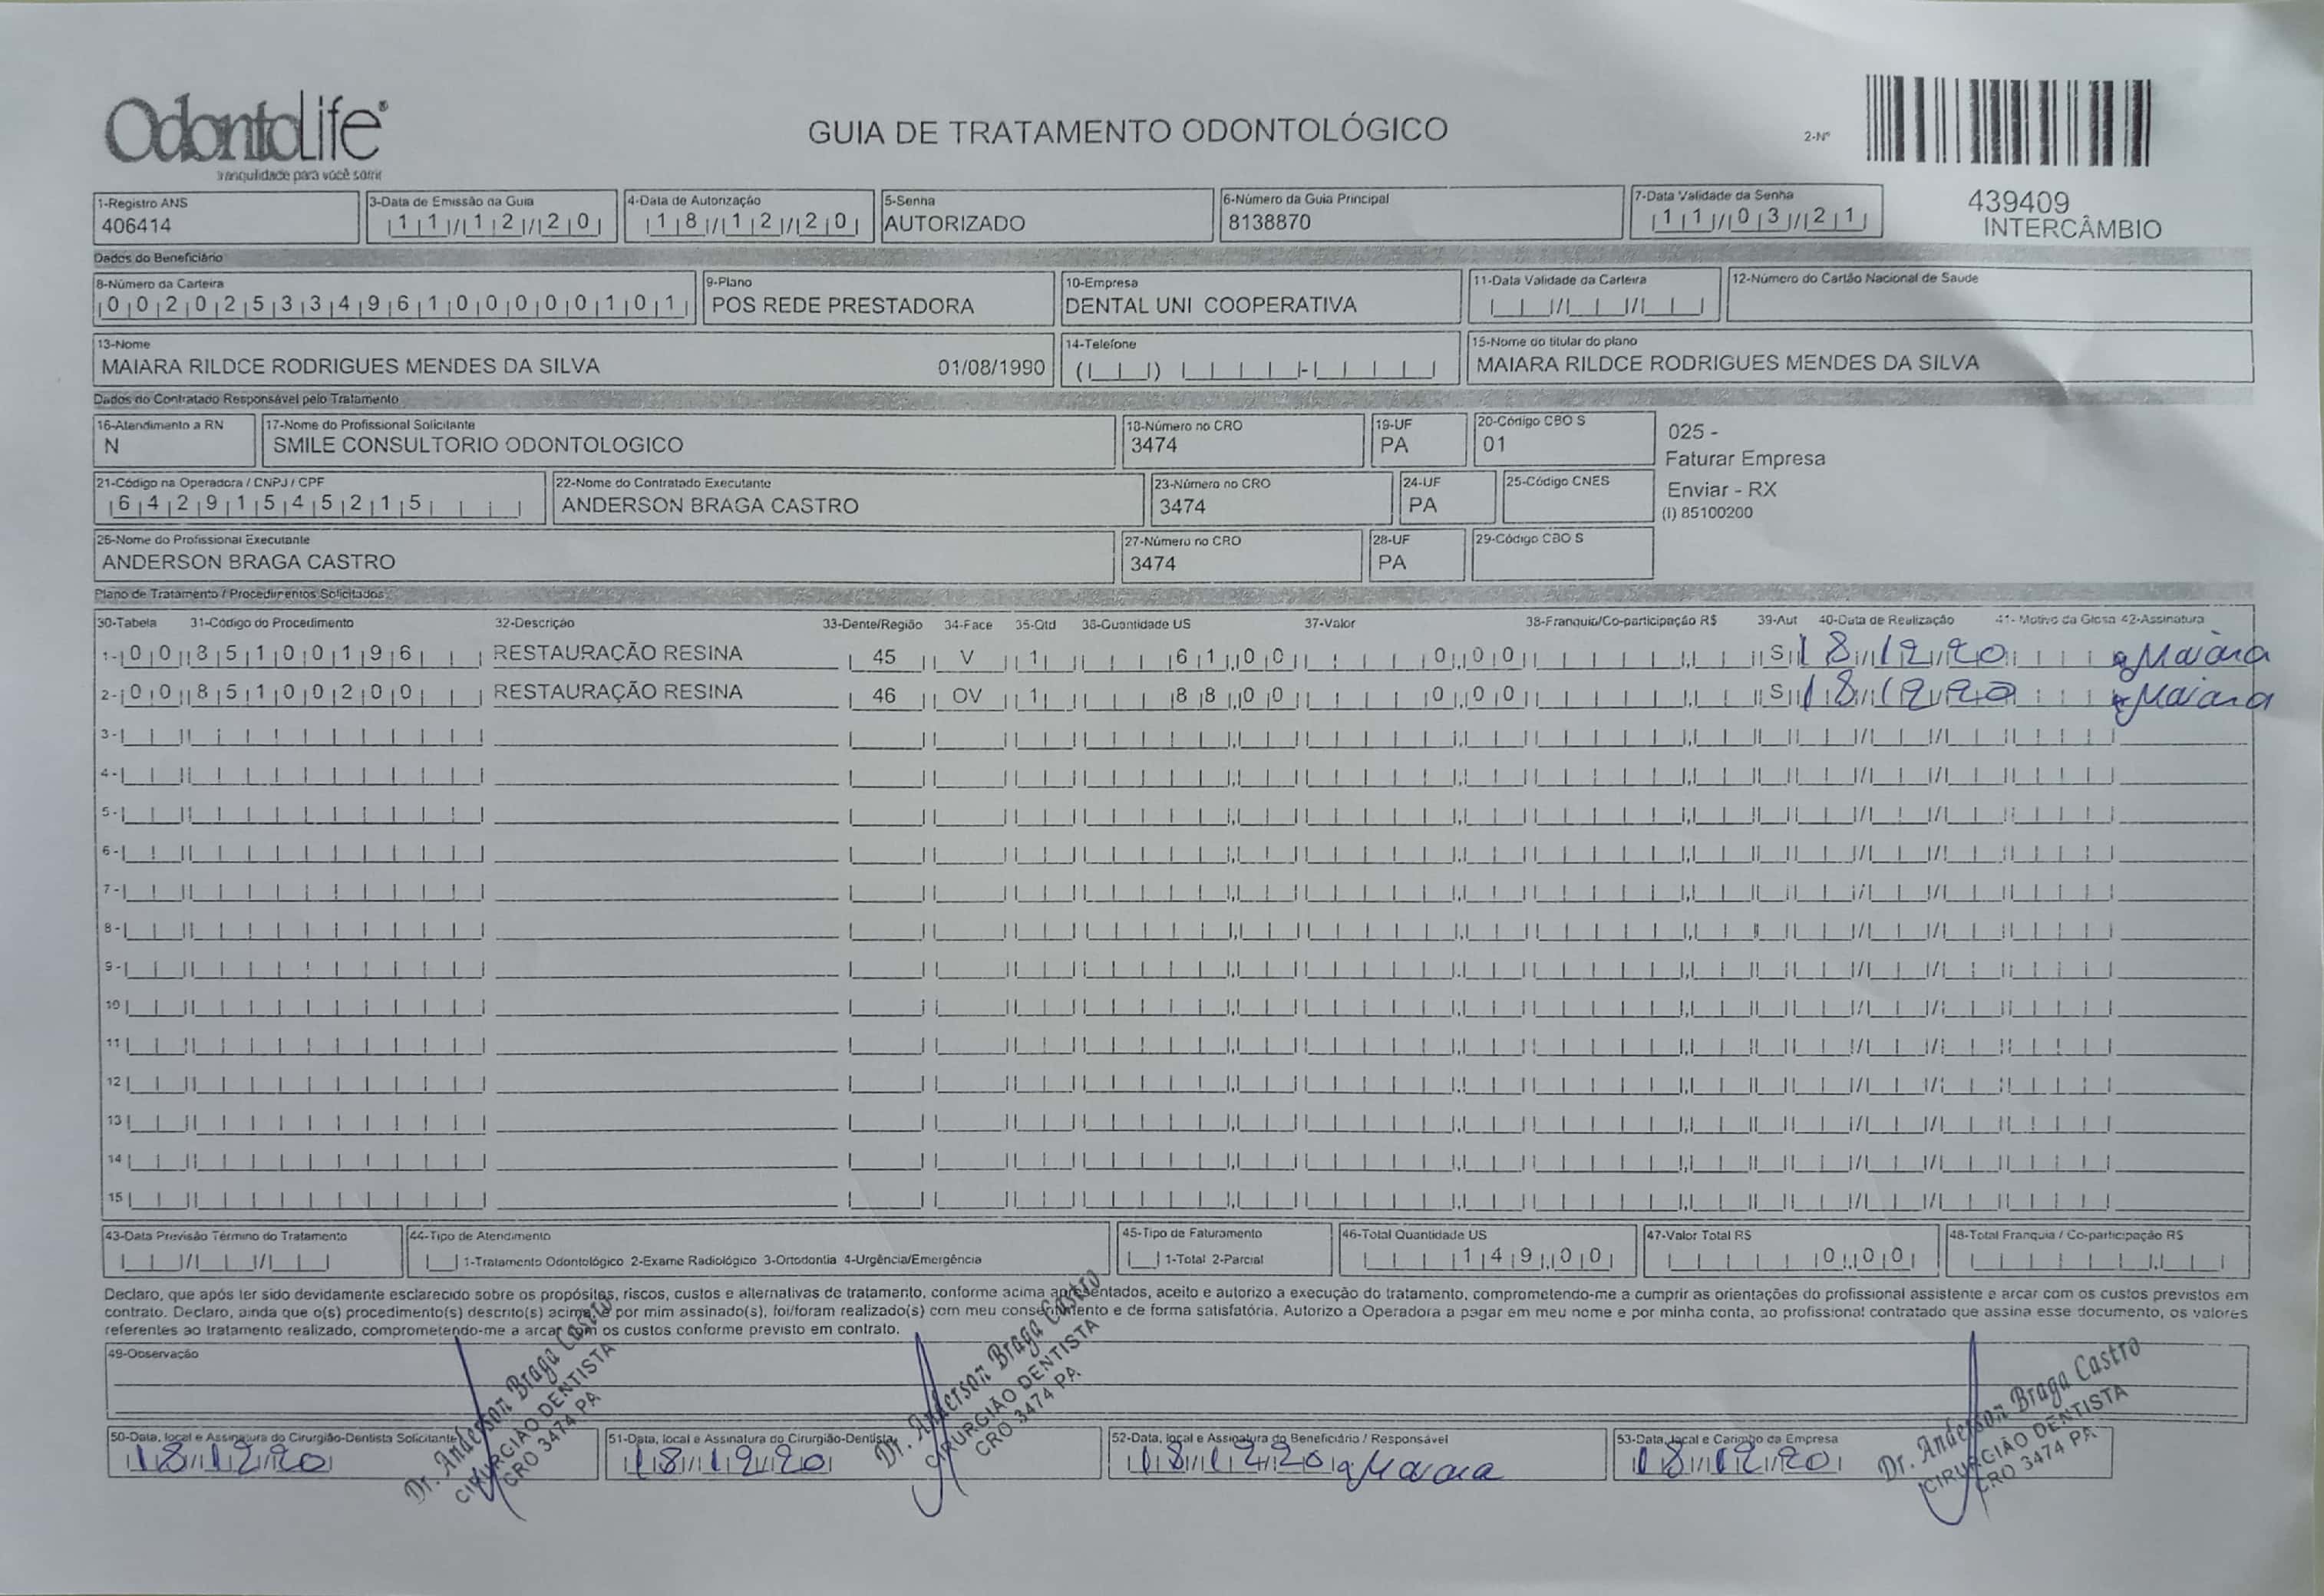 OdontoLife®
tranquilidade para você sorrir
GUIA DE TRATAMENTO ODONTOLÓGICO
2-Nº
439409
INTERCÂMBIO
1-Registro ANS
406414
3-Data de Emissão da Guia
11/12/20
4-Data de Autorização
18/12/20
5-Senha
AUTORIZADO
6-Número da Guia Principal
8138870
7-Data Validade da Senha
11/03/21
Dados do Beneficiário
8-Número da Carteira
00202533496100000101
9-Plano
POS REDE PRESTADORA
10-Empresa
DENTAL UNI COOPERATIVA
11-Data Validade da Carteira
12-Número do Cartão Nacional de Saude
13-Nome
MAIARA RILDCE RODRIGUES MENDES DA SILVA 01/08/1990
14-Telefone
15-Nome do titular do plano
MAIARA RILDCE RODRIGUES MENDES DA SILVA
Dados do Contratado Responsável pelo Tratamento
16-Atendimento a RN
N
17-Nome do Profissional Solicitante
SMILE CONSULTORIO ODONTOLOGICO
18-Número no CRO
3474
19-UF
PA
20-Código CBO S
01
025 -
Faturar Empresa
Enviar - RX
(I) 85100200
21-Código na Operadora / CNPJ / CPF
64291545215
22-Nome do Contratado Executante
ANDERSON BRAGA CASTRO
23-Número no CRO
3474
24-UF
PA
25-Código CNES
26-Nome do Profissional Executante
ANDERSON BRAGA CASTRO
27-Número no CRO
3474
28-UF
PA
29-Código CBO S
Plano de Tratamento / Procedimentos Solicitados
30-Tabela 31-Código do Procedimento 32-Descrição 33-Dente/Região 34-Face 35-Qtd 36-Quantidade US 37-Valor 38-Franquia/Co-participação R$ 39-Aut 40-Data de Realização 41- Motivo da Glosa 42-Assinatura
1- 00 85100196 RESTAURAÇÃO RESINA 45 V 1 61,00 0,00 S 18/12/20 Maiara
2- 00 85100200 RESTAURAÇÃO RESINA 46 OV 1 88,00 0,00 S 18/12/20 Maiara
3-
4-
5-
6-
7-
8-
9-
10
11
12
13
14
15
43-Data Previsão Término do Tratamento
44-Tipo de Atendimento
1-Tratamento Odontológico 2-Exame Radiológico 3-Ortodontia 4-Urgência/Emergência
45-Tipo de Faturamento
1-Total 2-Parcial
46-Total Quantidade US
149,00
47-Valor Total R$
0,00
48-Total Franquia / Co-participação R$
Declaro, que após ter sido devidamente esclarecido sobre os propósitos, riscos, custos e alternativas de tratamento, conforme acima apresentados, aceito e autorizo a execução do tratamento, comprometendo-me a cumprir as orientações do profissional assistente e arcar com os custos previstos em
contrato. Declaro, ainda que o(s) procedimento(s) descrito(s) acima e por mim assinado(s), foi/foram realizado(s) com meu consentimento e de forma satisfatória. Autorizo a Operadora a pagar em meu nome e por minha conta, ao profissional contratado que assina esse documento, os valores
referentes ao tratamento realizado, comprometendo-me a arcar com os custos conforme previsto em contrato.
49-Observação
50-Data, local e Assinatura do Cirurgião-Dentista Solicitante
18/12/20
Dr. Anderson Braga Castro
CIRURGIÃO DENTISTA
CRO 3474 PA
51-Data, local e Assinatura do Cirurgião-Dentista
18/12/20
Dr. Anderson Braga Castro
CIRURGIÃO DENTISTA
CRO 3474 PA
52-Data, local e Assinatura do Beneficiário / Responsável
18/12/20 Maiara
53-Data, local e Carimbo da Empresa
18/12/20
Dr. Anderson Braga Castro
CIRURGIÃO DENTISTA
CRO 3474 PA